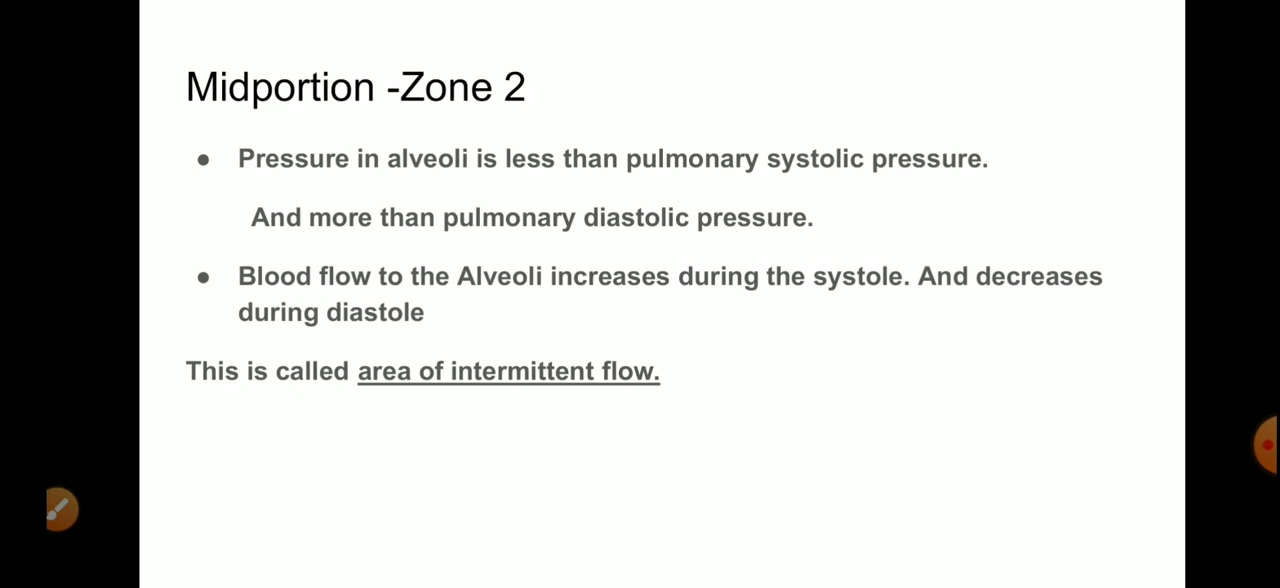 Midportion -Zone 2
● Pressure in alveoli is less than pulmonary systolic pressure.
And more than pulmonary diastolic pressure.
● Blood flow to the Alveoli increases during the systole. And decreases
during diastole
This is called area of intermittent flow.